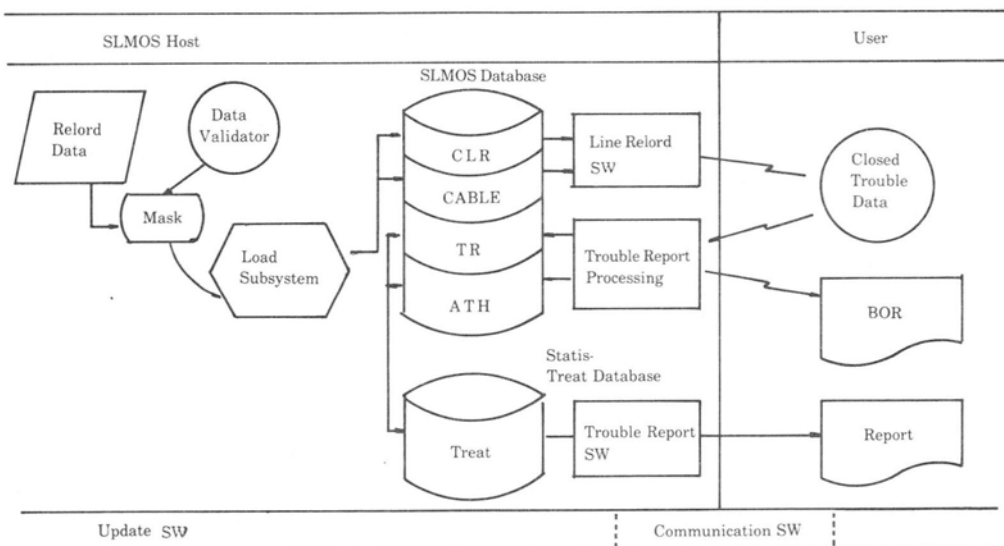 SLMOS Host
User
SLMOS Database
Relord
Data
Data
Validator
Mask
Load
Subsystem
CLR
CABLE
TR
ATH
Line Relord
SW
Trouble Report
Processing
Closed
Trouble
Data
BOR
Statis-
Treat Database
Treat
Trouble Report
SW
Report
Update SW
Communication SW